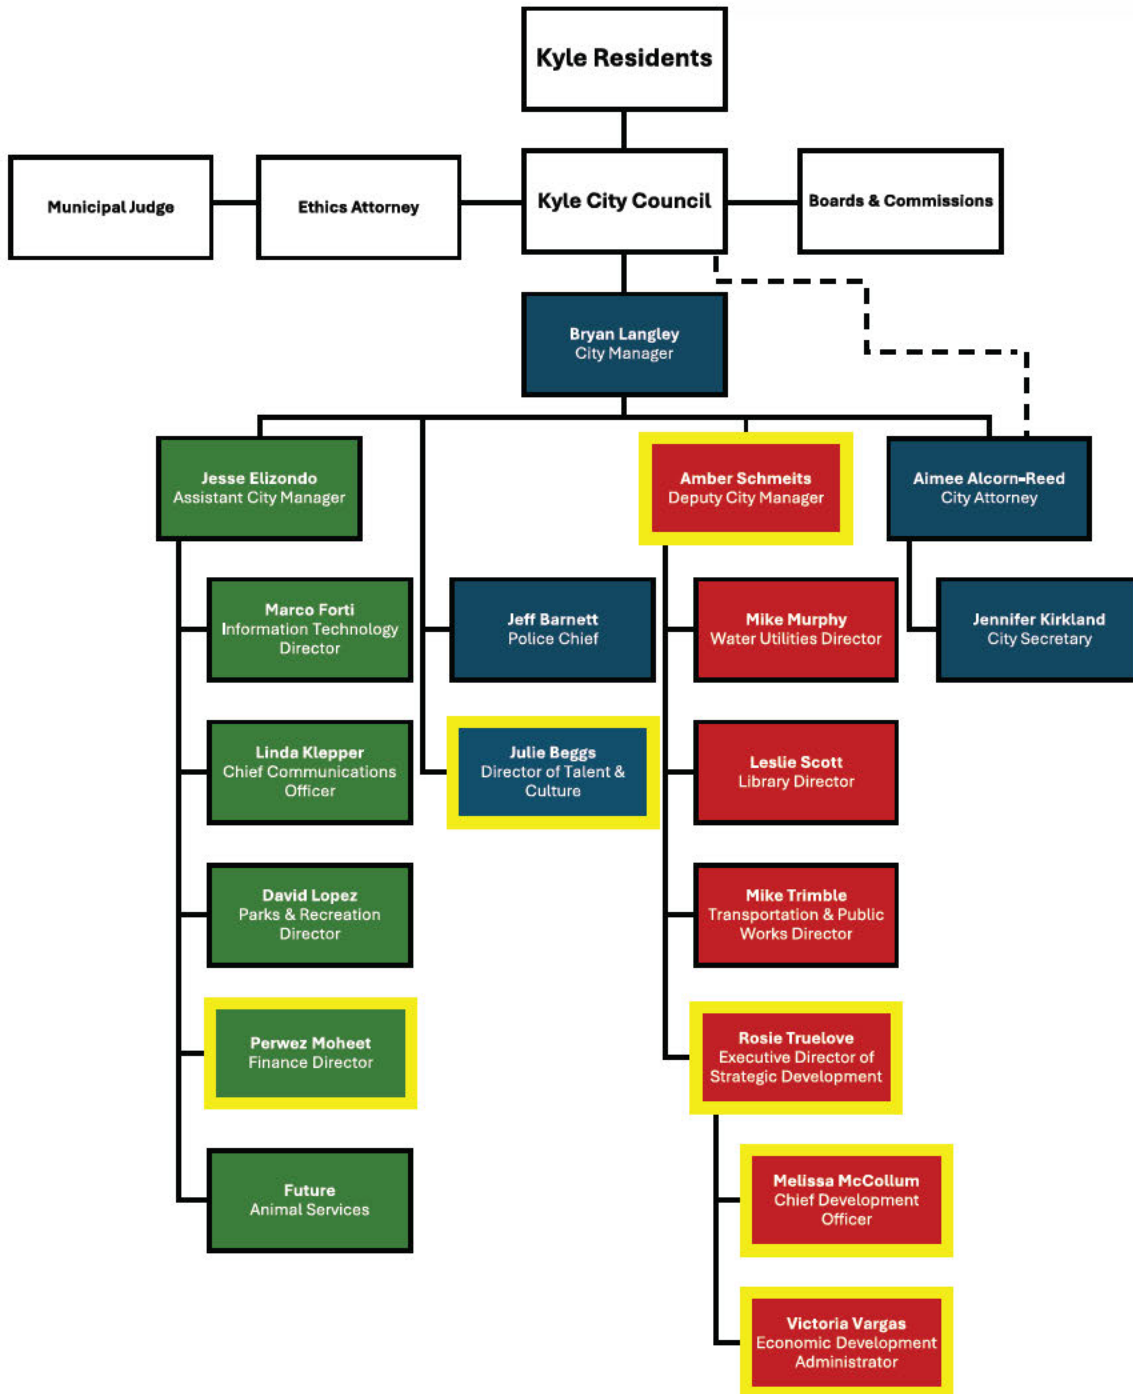 Kyle Residents
Municipal Judge
Ethics Attorney
Kyle City Council
Boards & Commissions
Bryan Langley
City Manager
Jesse Elizondo
Assistant City Manager
Amber Schmeits
Deputy City Manager
Aimee Alcorn-Reed
City Attorney
Marco Forti
Information Technology
Director
Jeff Barnett
Police Chief
Mike Murphy
Water Utilities Director
Jennifer Kirkland
City Secretary
Linda Klepper
Chief Communications
Officer
Julie Beggs
Director of Talent &
Culture
Leslie Scott
Library Director
David Lopez
Parks & Recreation
Director
Mike Trimble
Transportation & Public
Works Director
Perwez Moheet
Finance Director
Rosie Truelove
Executive Director of
Strategic Development
Future
Animal Services
Melissa McCollum
Chief Development
Officer
Victoria Vargas
Economic Development
Administrator